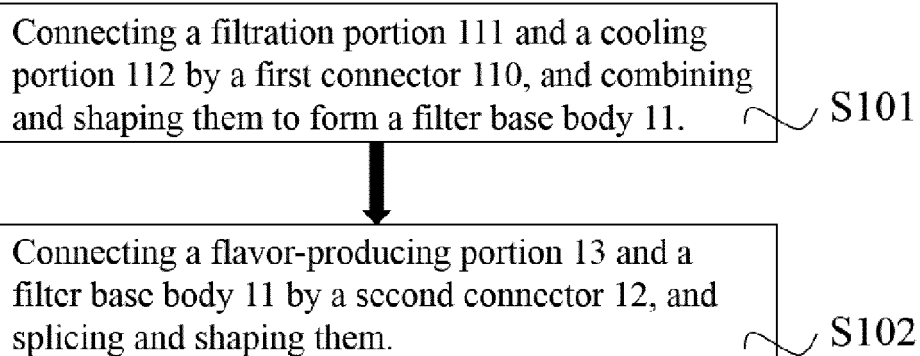 Connecting a filtration portion 111 and a cooling
portion 112 by a first connector 110, and combining
and shaping them to form a filter base body 11.
S101
Connecting a flavor-producing portion 13 and a
filter base body 11 by a second connector 12, and
splicing and shaping them.
S102